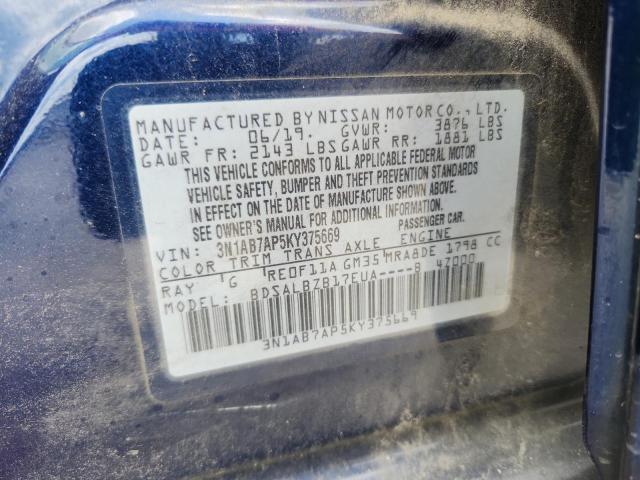 MANUFACTURED BY NISSAN MOTOR CO., LTD.
DATE: 06/19. GVWR: 3876 LBS
GAWR FR: 2143 LBS GAWR RR: 1881 LBS
THIS VEHICLE CONFORMS TO ALL APPLICABLE FEDERAL MOTOR
VEHICLE SAFETY, BUMPER AND THEFT PREVENTION STANDARDS
IN EFFECT ON THE DATE OF MANUFACTURE SHOWN ABOVE.
SEE OWNER'S MANUAL FOR ADDITIONAL INFORMATION.
VIN: 3N1AB7AP5KY375669 PASSENGER CAR.
COLOR TRIM TRANS AXLE ENGINE
RAY G RE0F11A GM35 MRA8DE 1798 CC
MODEL: BDSALBZB17EUA----B 47000
3N1AB7AP5KY375669